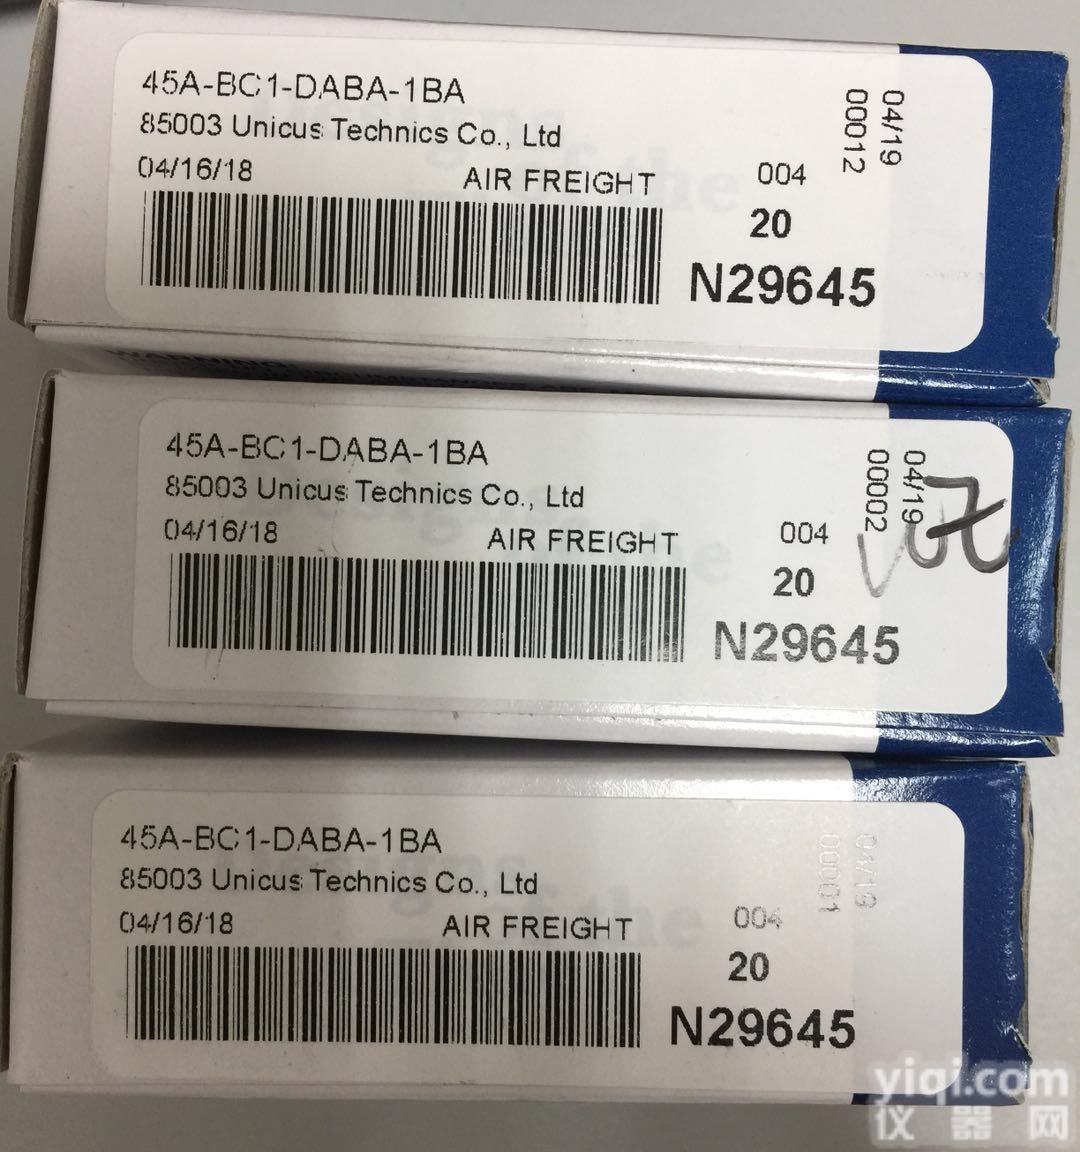 45A-BC1-DABA-1BA
85003 Unicus Technics Co., Ltd
04/16/18 AIR FREIGHT 004
20
N29645
04/19
00012
45A-BC1-DABA-1BA
85003 Unicus Technics Co., Ltd
04/16/18 AIR FREIGHT 004
20
N29645
04/19
00002
45A-BC1-DABA-1BA
85003 Unicus Technics Co., Ltd
04/16/18 AIR FREIGHT 004
20
N29645
04/19
00001
yiqi.com
仪器网